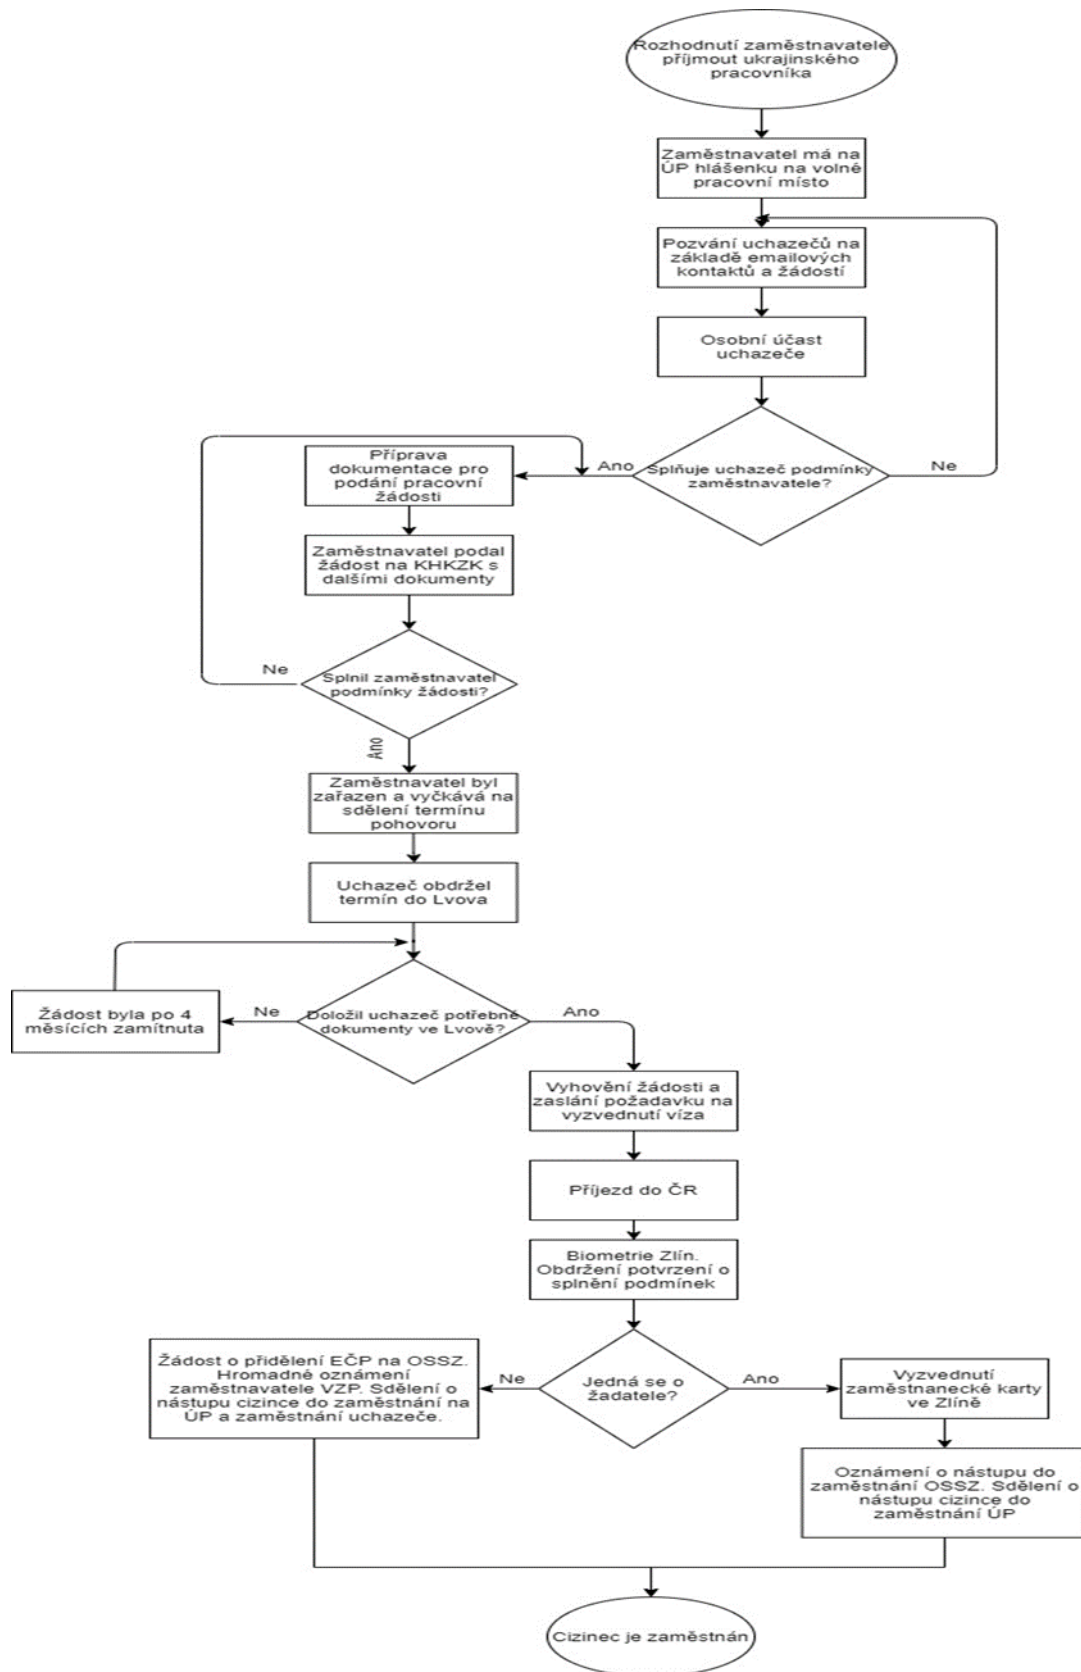 Rozhodnutí zaměstnavatele
příjmout ukrajinského
pracovníka
Zaměstnavatel má na
ÚP hlášenku na volné
pracovní místo
Pozvání uchazečů na
základě emailových
kontaktů a žádostí
Osobní účast
uchazeče
Splňuje uchazeč podmínky
zaměstnavatele?
Ano
Ne
Příprava
dokumentace pro
podání pracovní
žádosti
Zaměstnavatel podal
žádost na KHKZK s
dalšími dokumenty
Splnil zaměstnavatel
podmínky žádosti?
Ne
Ano
Zaměstnavatel byl
zařazen a vyčkává na
sdělení termínu
pohovoru
Uchazeč obdržel
termín do Lvova
Doložil uchazeč potřebné
dokumenty ve Lvově?
Ne
Ano
Žádost byla po 4
měsících zamítnuta
Vyhovění žádosti a
zaslání požadavku na
vyzvednutí víza
Příjezd do ČR
Biometrie Zlín.
Obdržení potvrzení o
splnění podmínek
Jedná se o
žadatele?
Ne
Ano
Žádost o přidělení EČP na OSSZ.
Hromadné oznámení
zaměstnavatele VZP. Sdělení o
nástupu cizince do zaměstnání na
ÚP a zaměstnání uchazeče.
Vyzvednutí
zaměstnanecké karty
ve Zlíně
Oznámení o nástupu do
zaměstnání OSSZ. Sdělení o
nástupu cizince do
zaměstnání ÚP
Cizinec je zaměstnán